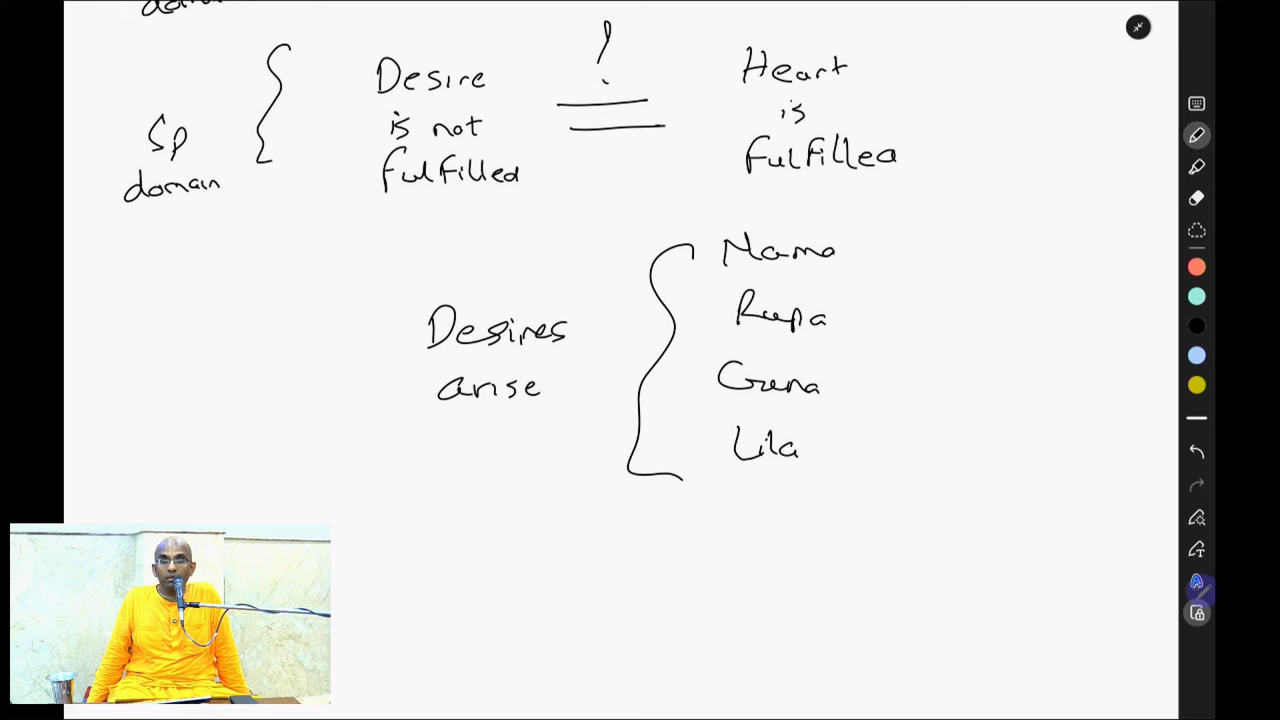 Desire ? Heart
is not = is
fulfilled fulfilled
Sp
domain
Nama
Rupa
Desires
arise
Guna
Lila